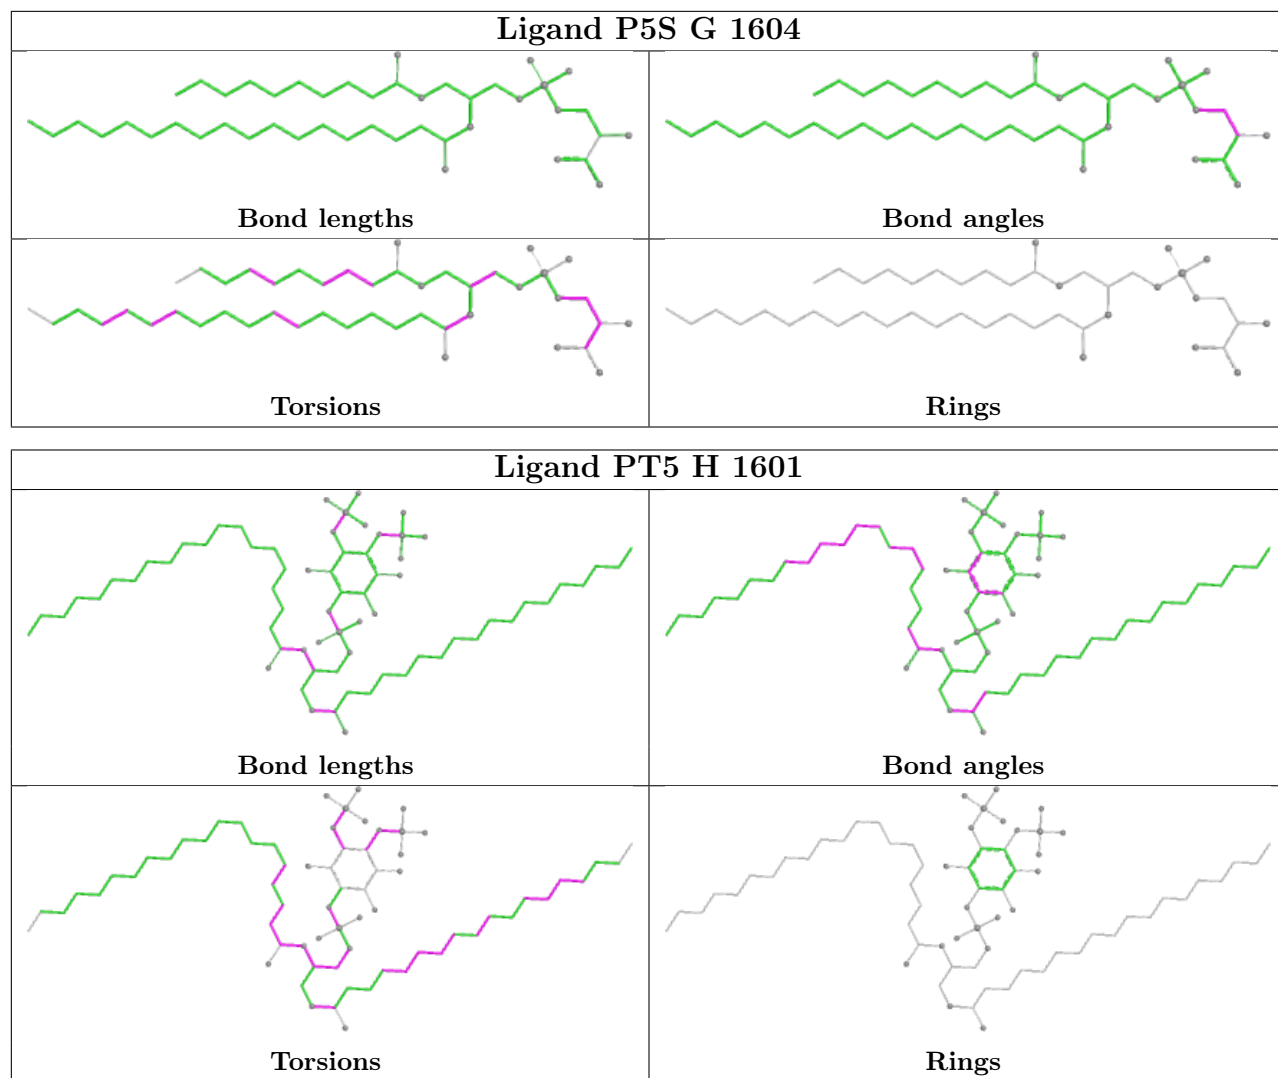 Ligand P5S G 1604
Bond lengths
Bond angles
Torsions
Rings
Ligand PT5 H 1601
Bond lengths
Bond angles
Torsions
Rings